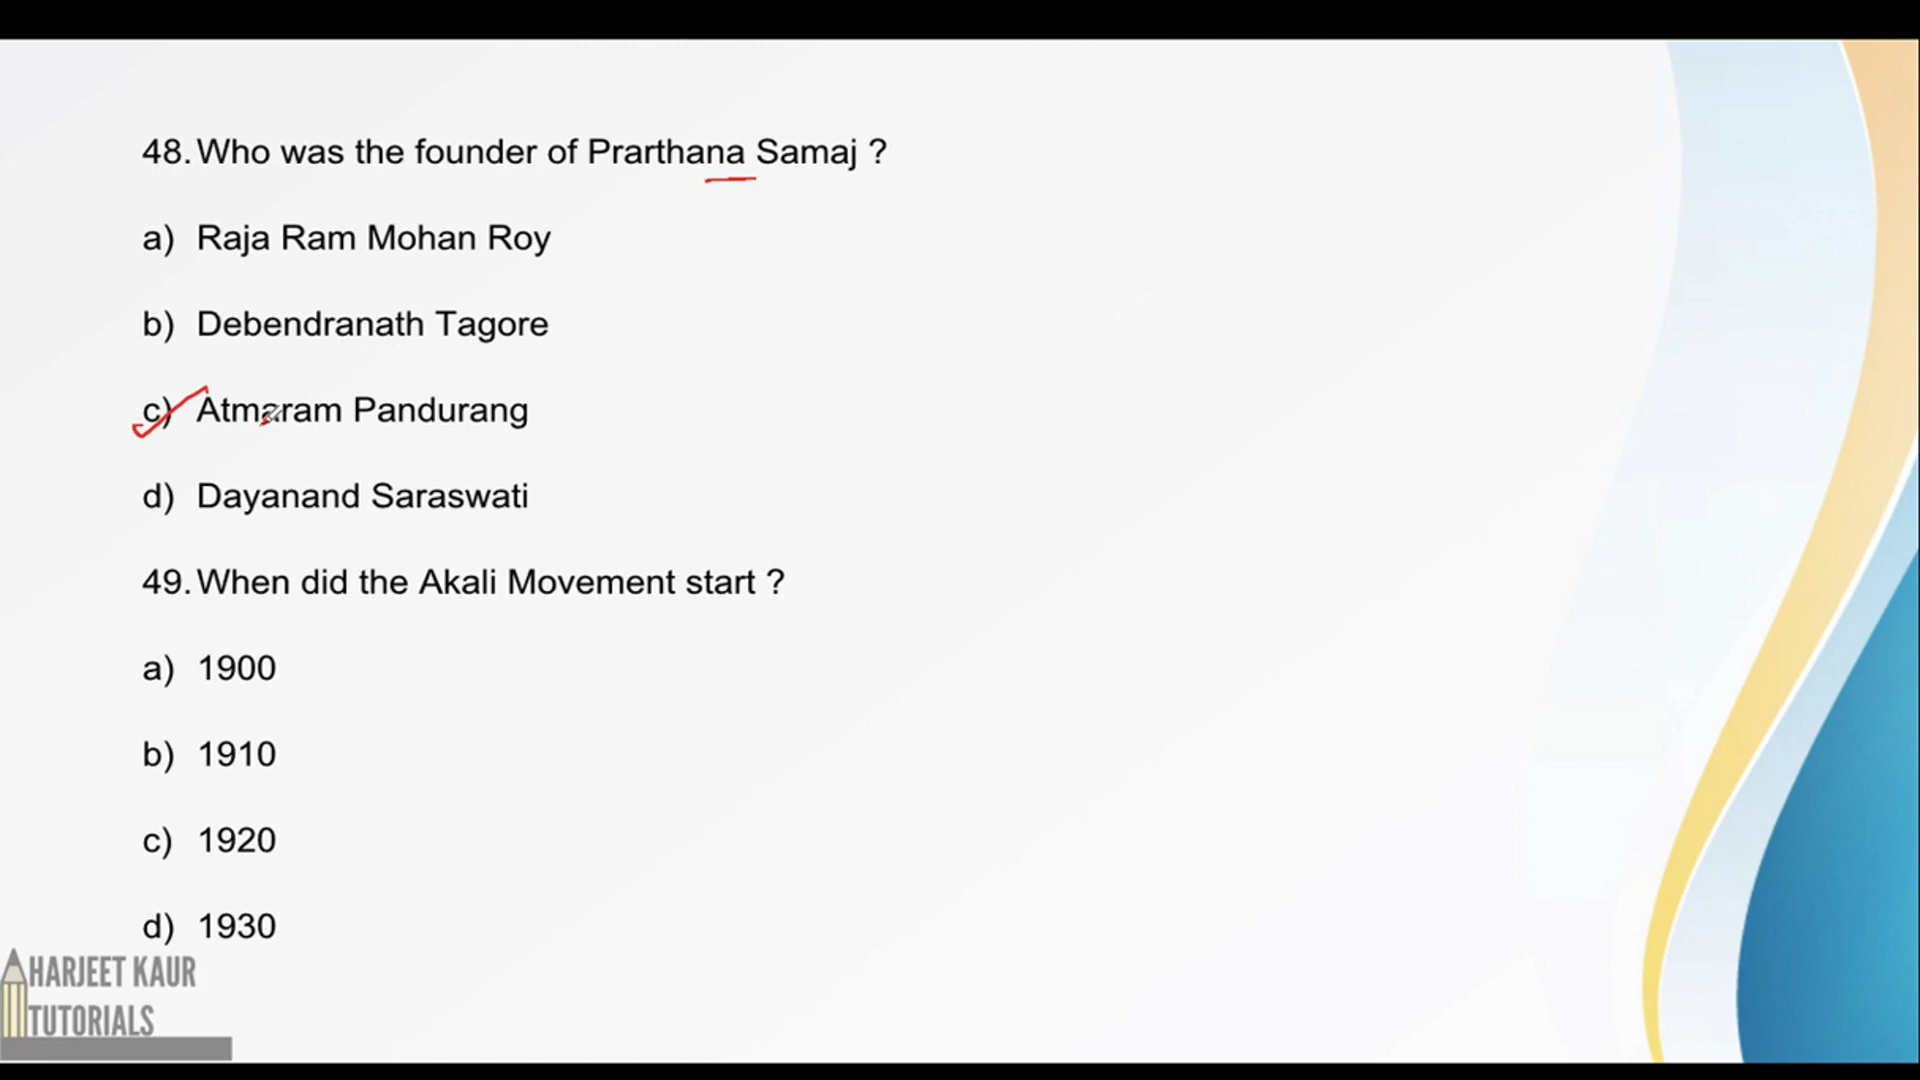 48. Who was the founder of Prarthana Samaj ?
a) Raja Ram Mohan Roy
b) Debendranath Tagore
c) Atmaram Pandurang
d) Dayanand Saraswati
49. When did the Akali Movement start ?
a) 1900
b) 1910
c) 1920
d) 1930
HARJEET KAUR
TUTORIALS